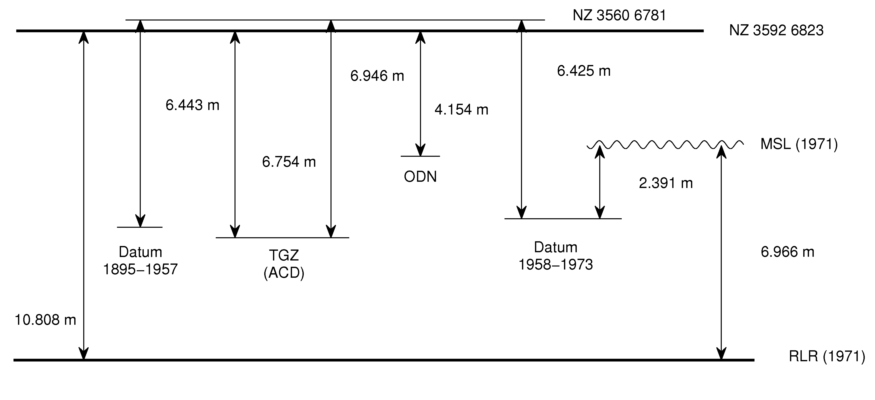 NZ 3560 6781
NZ 3592 6823
6.946 m
6.425 m
6.443 m
4.154 m
MSL (1971)
6.754 m
ODN
2.391 m
Datum
1895−1957
TGZ
(ACD)
Datum
1958−1973
6.966 m
10.808 m
RLR (1971)